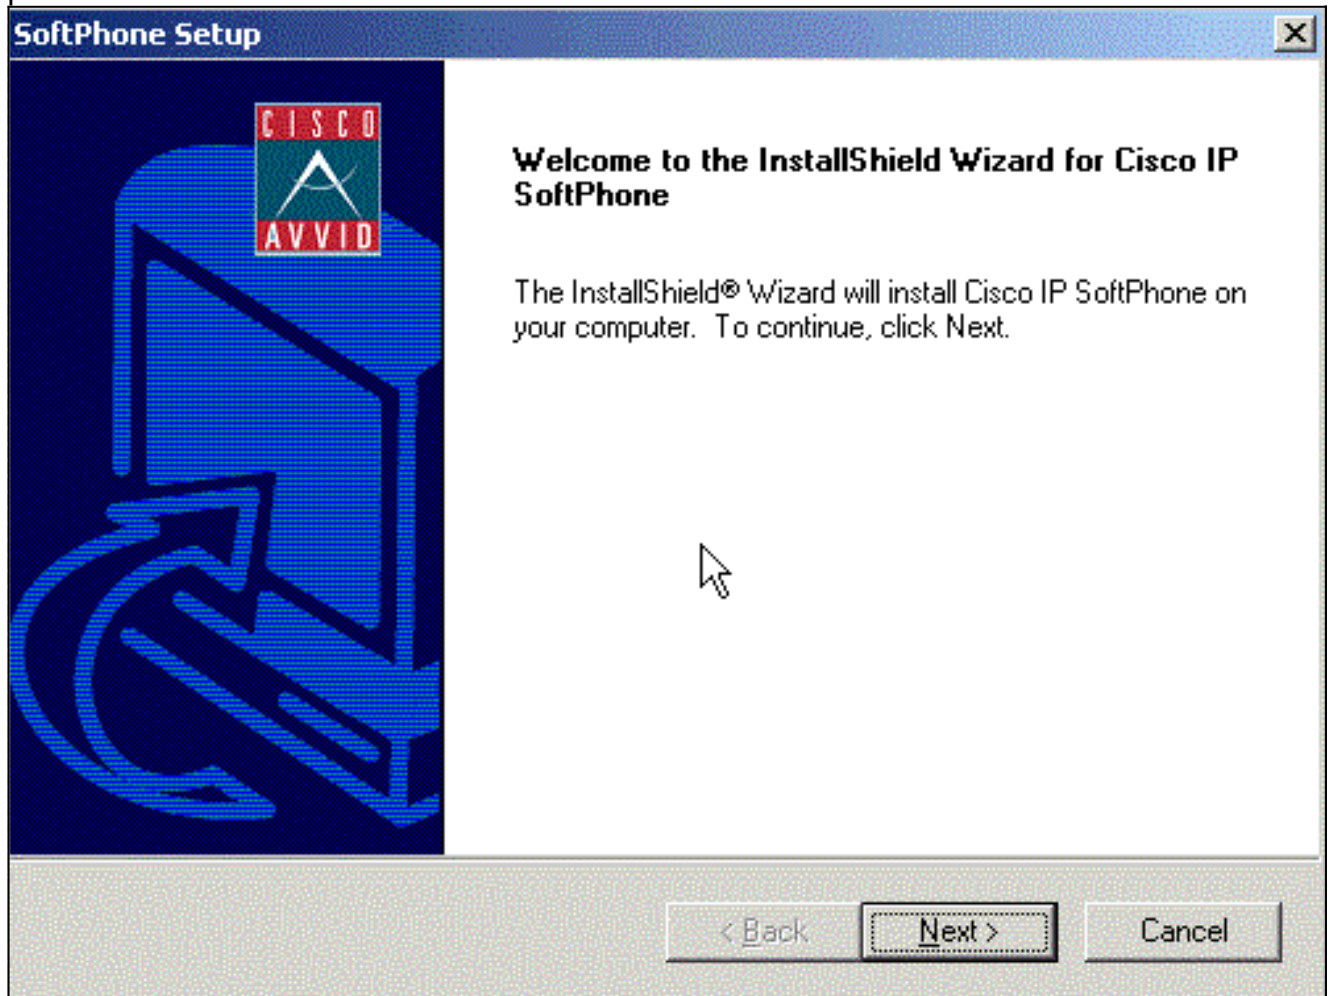 SoftPhone Setup
CISCO
AVVID
Welcome to the InstallShield Wizard for Cisco IP
SoftPhone
The InstallShield® Wizard will install Cisco IP SoftPhone on
your computer.  To continue, click Next.
< Back
Next >
Cancel